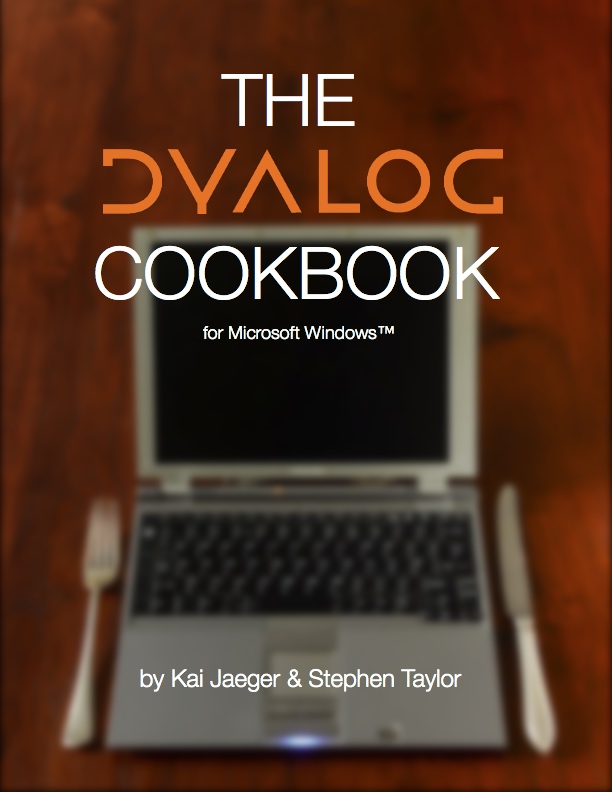 THE
DYALOG
COOKBOOK
for Microsoft Windows™
by Kai Jaeger & Stephen Taylor